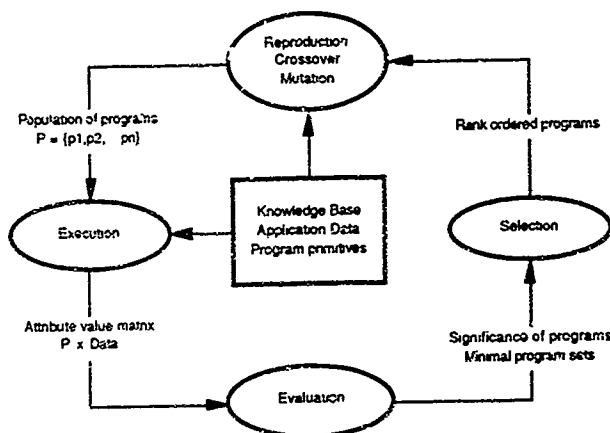 Reproduction
Crossover
Mutation
Population of programs
P = {p1,p2, pn}
Rank ordered programs
Knowledge Base
Application Data
Program primitives
Execution
Selection
Attribute value matrix
P x Data
Significance of programs
Minimal program sets
Evaluation